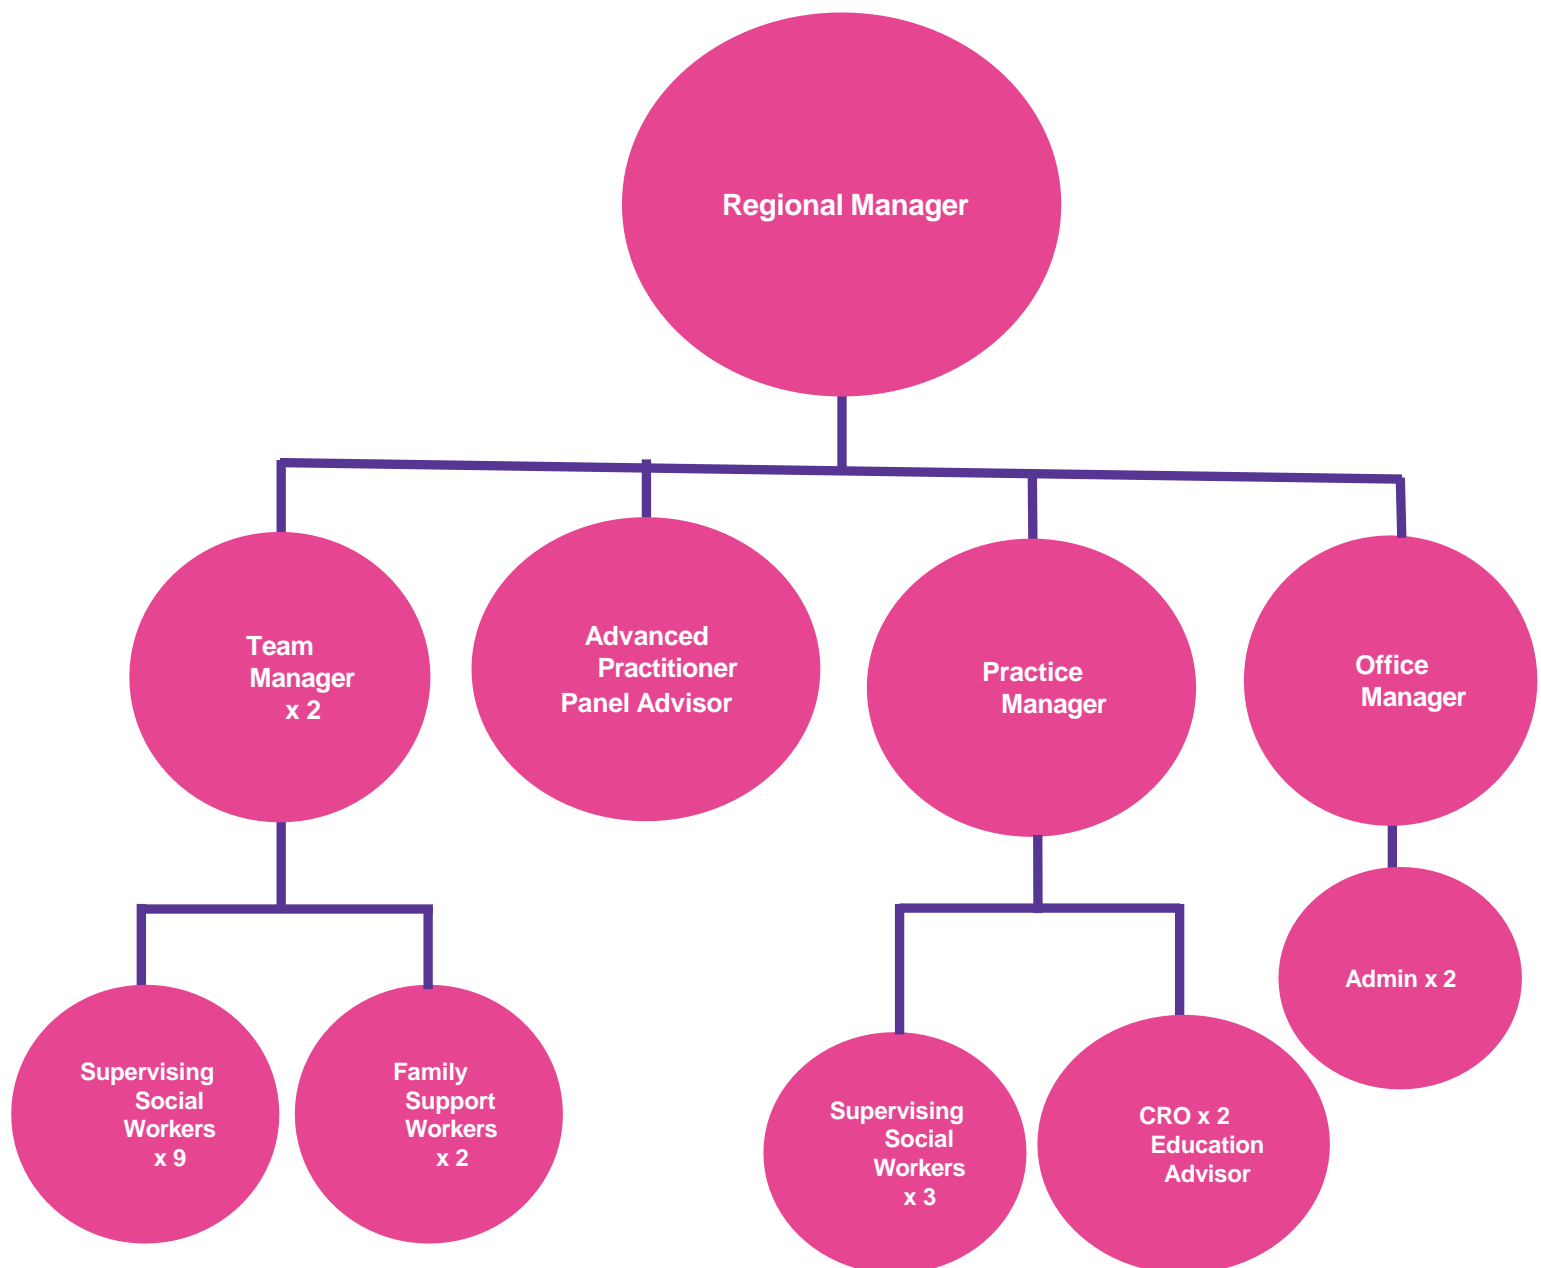 Regional Manager
Team
Manager
x 2
Advanced
Practitioner
Panel Advisor
Practice
Manager
Office
Manager
Supervising
Social
Workers
x 9
Family
Support
Workers
x 2
Supervising
Social
Workers
x 3
CRO x 2
Education
Advisor
Admin x 2